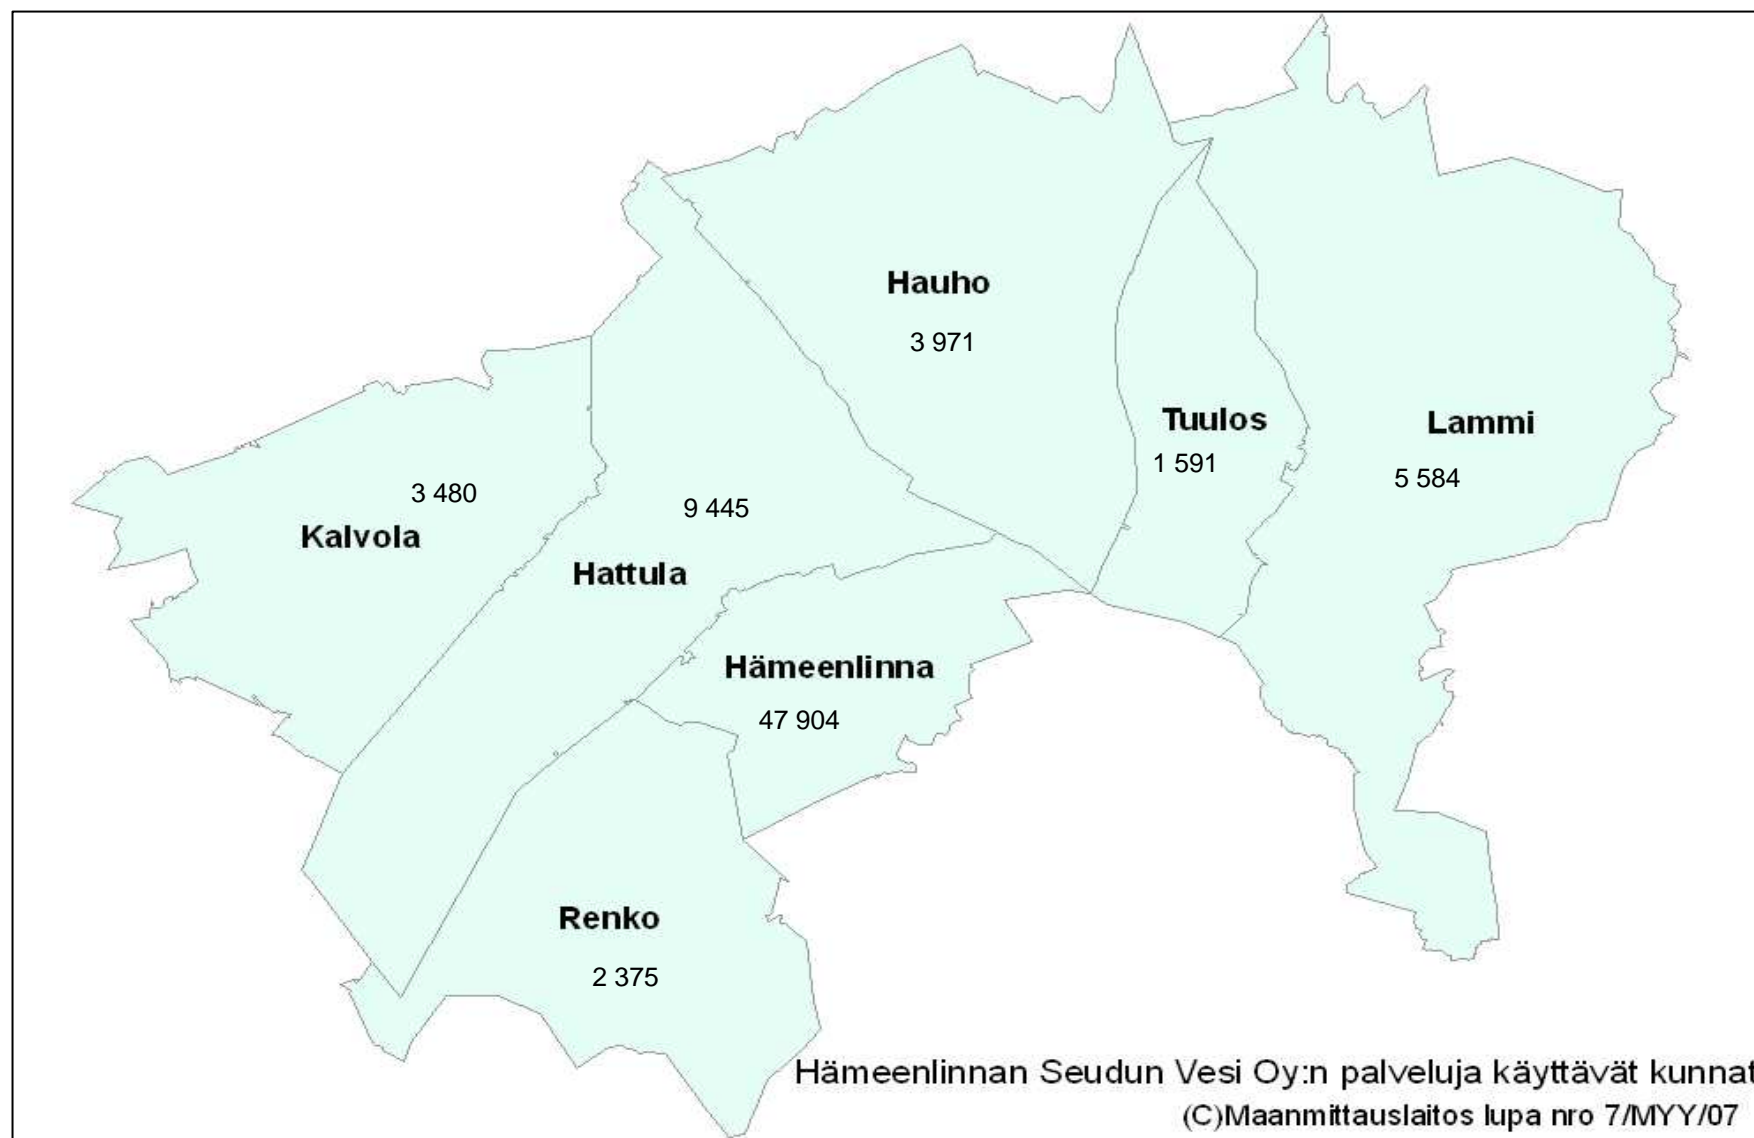 Hauho
3 971
Tuulos
1 591
Lammi
5 584
3 480
Kalvola
9 445
Hattula
Hämeenlinna
47 904
Renko
2 375
Hämeenlinnan Seudun Vesi Oy:n palveluja käyttävät kunnat
(C)Maanmittauslaitos lupa nro 7/MYY/07